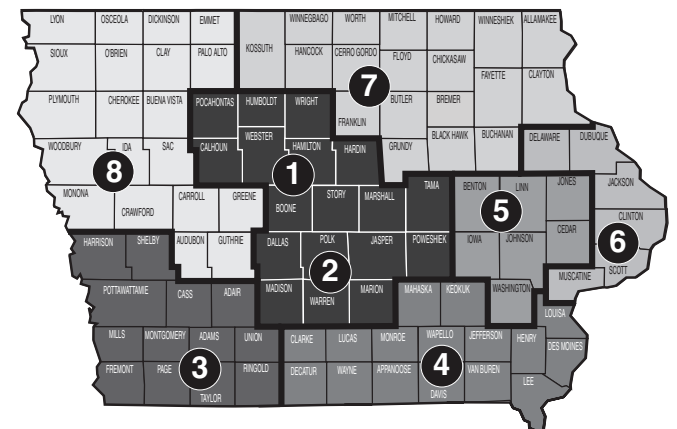 LYON OSCEOLA DICKINSON EMMET WINNEGBAGO WORTH MITCHELL HOWARD WINNESHIEK ALLAMAKEE
KOSSUTH
SIOUX O'BRIEN CLAY PALO ALTO HANCOCK CERRO GORDO FLOYD CHICKASAW
7
FAYETTE CLAYTON
PLYMOUTH CHEROKEE BUENA VISTA POCAHONTAS HUMBOLDT WRIGHT BUTLER BREMER
FRANKLIN
WEBSTER BLACK HAWK BUCHANAN DELAWARE DUBUQUE
WOODBURY IDA SAC CALHOUN HAMILTON HARDIN GRUNDY
8 1
TAMA BENTON LINN JONES JACKSON
MONONA CRAWFORD CARROLL GREENE BOONE STORY MARSHALL
5
CLINTON
HARRISON SHELBY AUDUBON GUTHRIE DALLAS POLK JASPER POWESHIEK IOWA JOHNSON CEDAR
6
2 SCOTT
MUSCATINE
POTTAWATTAMIE CASS ADAIR MADISON WARREN MARION MAHASKA KEOKUK WASHINGTON
LOUISA
MILLS MONTGOMERY ADAMS UNION CLARKE LUCAS MONROE WAPELLO JEFFERSON HENRY DES MOINES
3 4
FREMONT PAGE TAYLOR RINGOLD DECATUR WAYNE APPANOOSE DAVIS VAN BUREN LEE